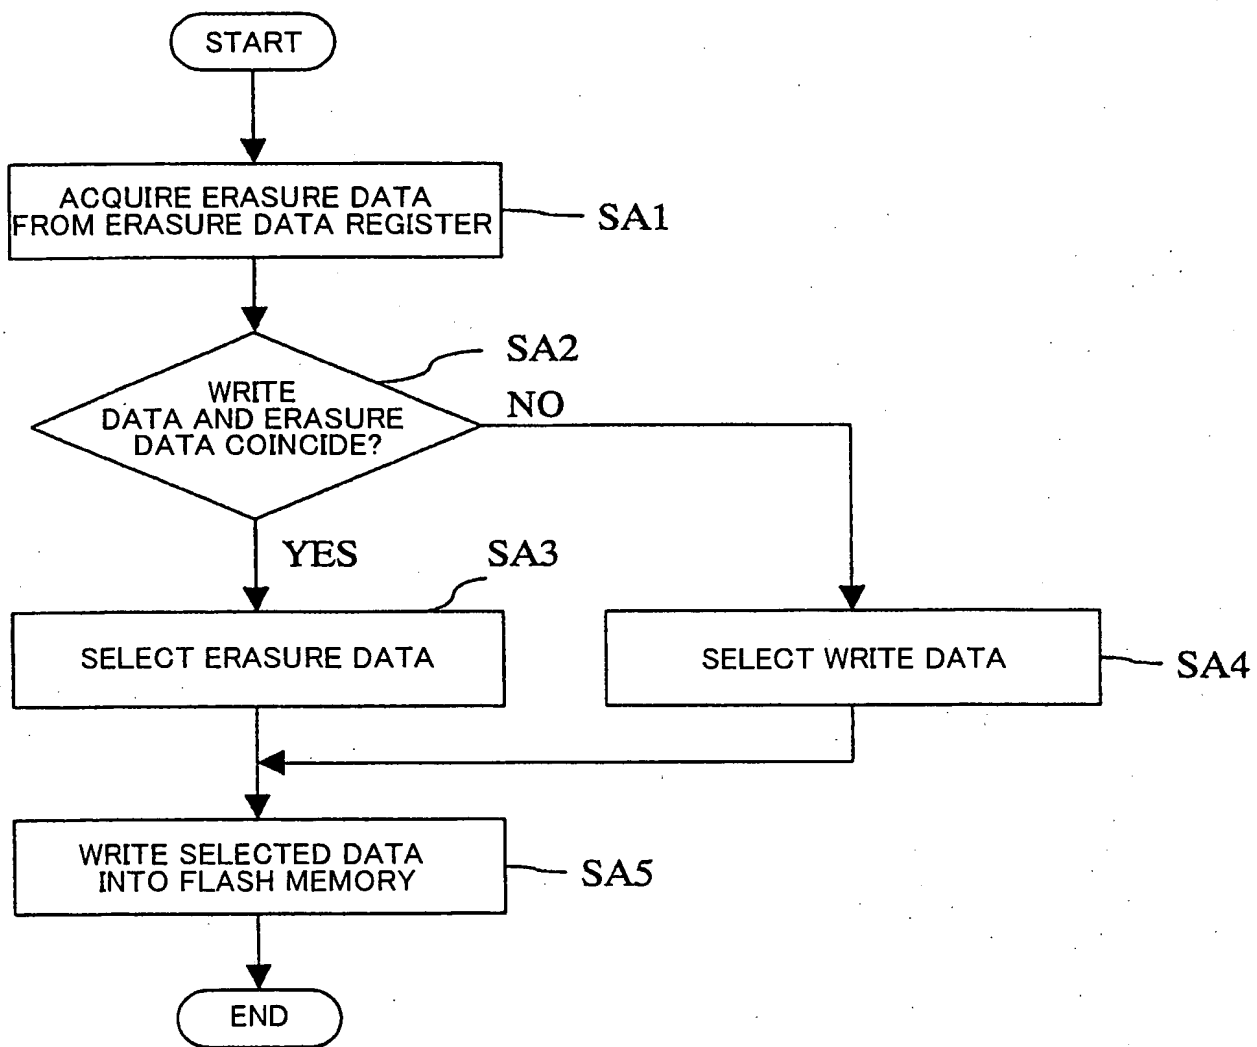 START
ACQUIRE ERASURE DATA
FROM ERASURE DATA REGISTER
SA1
SA2
WRITE
DATA AND ERASURE
DATA COINCIDE?
NO
YES
SA3
SELECT ERASURE DATA
SELECT WRITE DATA
SA4
WRITE SELECTED DATA
INTO FLASH MEMORY
SA5
END